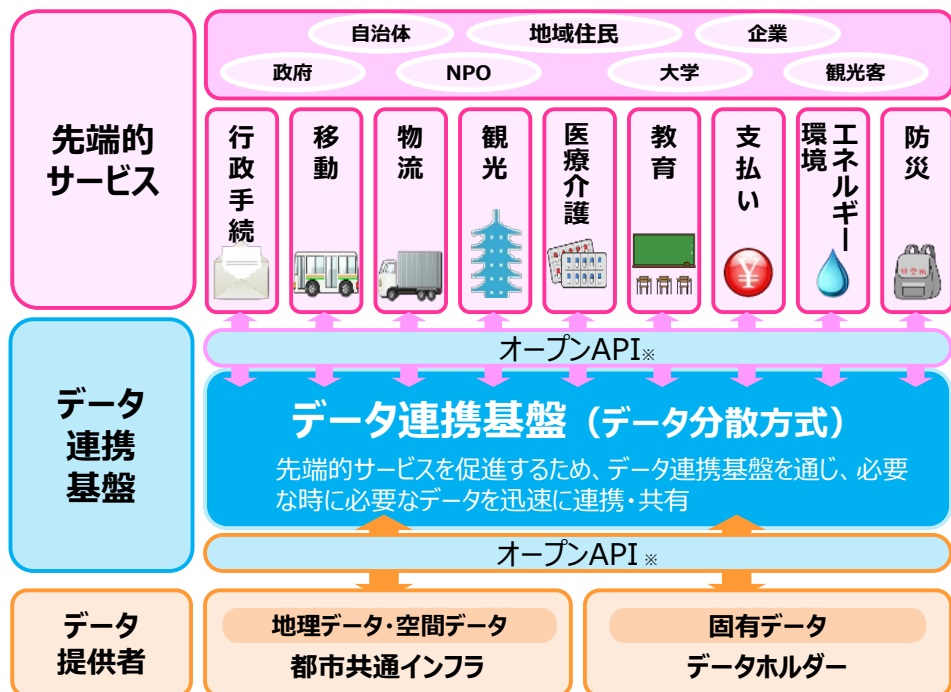 先端的
サービス
自治体
地域住民
企業
政府
NPO
大学
観光客
行政手続
移動
物流
観光
医療介護
教育
支払い
エネルギー
環境
防災
データ
連携
基盤
オープンAPI※
データ連携基盤（データ分散方式）
先端的サービスを促進するため、データ連携基盤を通じ、必要
な時に必要なデータを迅速に連携・共有
オープンAPI※
データ
提供者
地理データ・空間データ
都市共通インフラ
固有データ
データホルダー